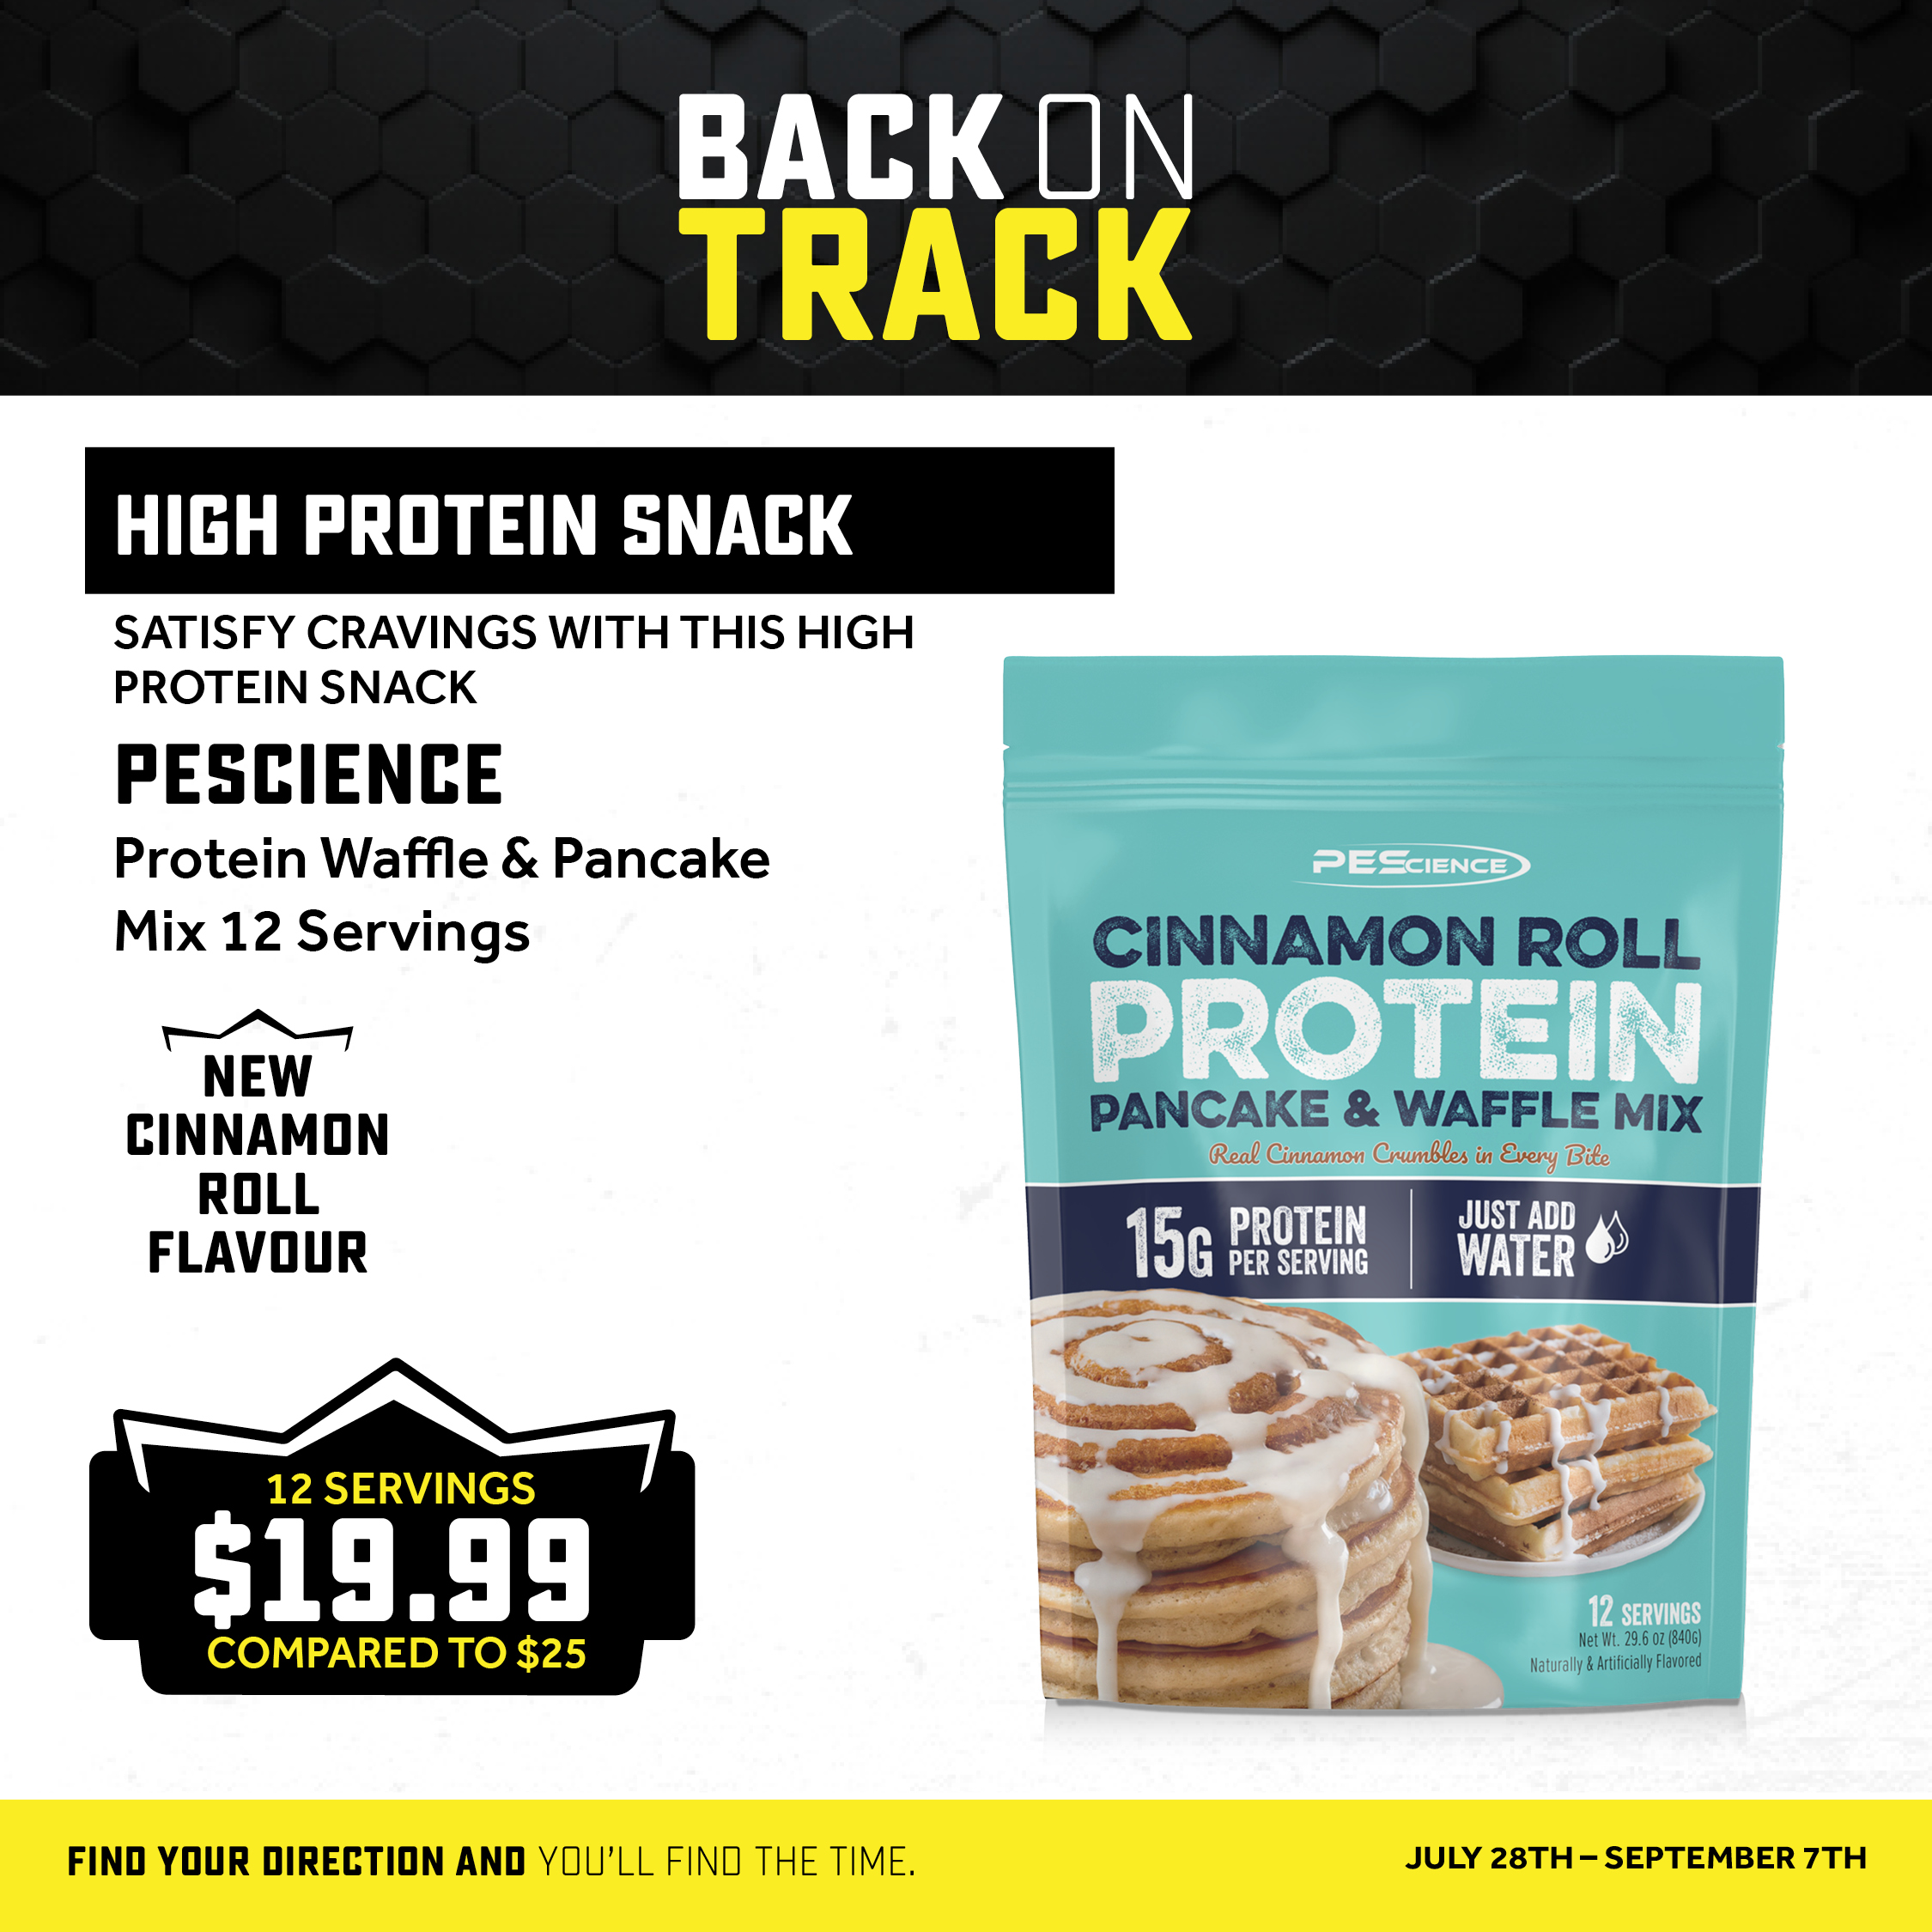 BACK ON
TRACK
HIGH PROTEIN SNACK
SATISFY CRAVINGS WITH THIS HIGH
PROTEIN SNACK
PESCIENCE
Protein Waffle & Pancake
Mix 12 Servings
NEW
CINNAMON
ROLL
FLAVOUR
12 SERVINGS
$19.99
COMPARED TO $25
PESCIENCE
CINNAMON ROLL
PROTEIN
PANCAKE & WAFFLE MIX
Real Cinnamon Crumbles in Every Bite
15G PROTEIN
PER SERVING
JUST ADD
WATER
12 SERVINGS
Net Wt. 29.6 oz (840G)
Naturally & Artificially Flavored
FIND YOUR DIRECTION AND YOU'LL FIND THE TIME.
JULY 28TH – SEPTEMBER 7TH